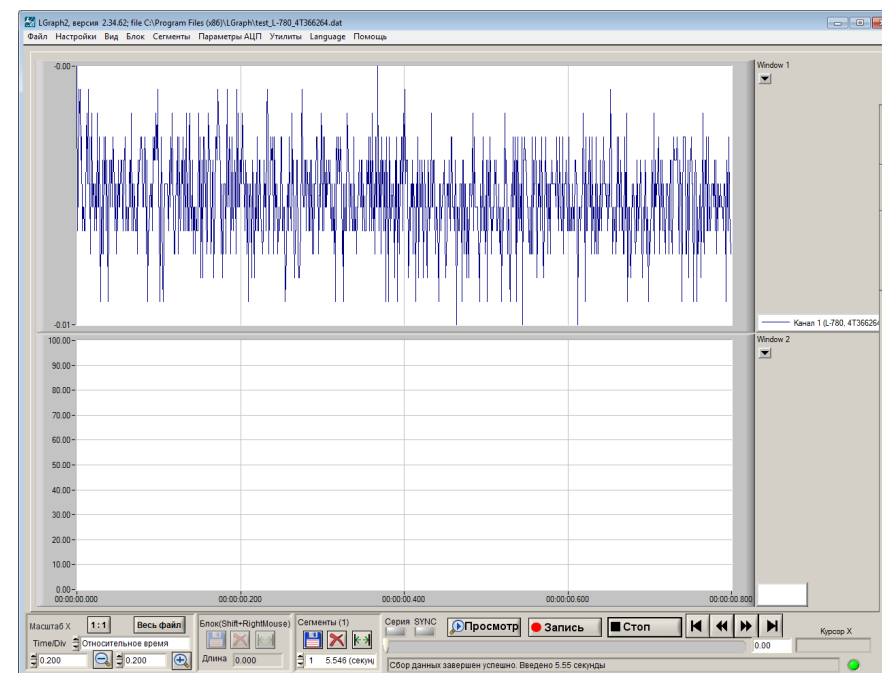 LGraph2, версия 2.34.62; file C:\Program Files (x86)\LGraph\test_L-780_4T366264.dat
Файл Настройки Вид Блок Сегменты Параметры АЦП Утилиты Language Помощь
-0.00
Window 1
-0.01
Канал 1 (L-780, 4T366264
100.00
Window 2
90.00
80.00
70.00
60.00
50.00
40.00
30.00
20.00
10.00
0.00
00:00:00.000 00:00:00.200 00:00:00.400 00:00:00.600 00:00:00.800
Масштаб X 1:1 Весь файл Блок(Shift+RightMouse) Сегменты (1) Серия SYNC Просмотр Запись Стоп Курсор X
Time/Div Относительное время 0.00
0.200 0.200 Длина 0.000 1 5.546 (секунд
Сбор данных завершен успешно. Введено 5.55 секунды